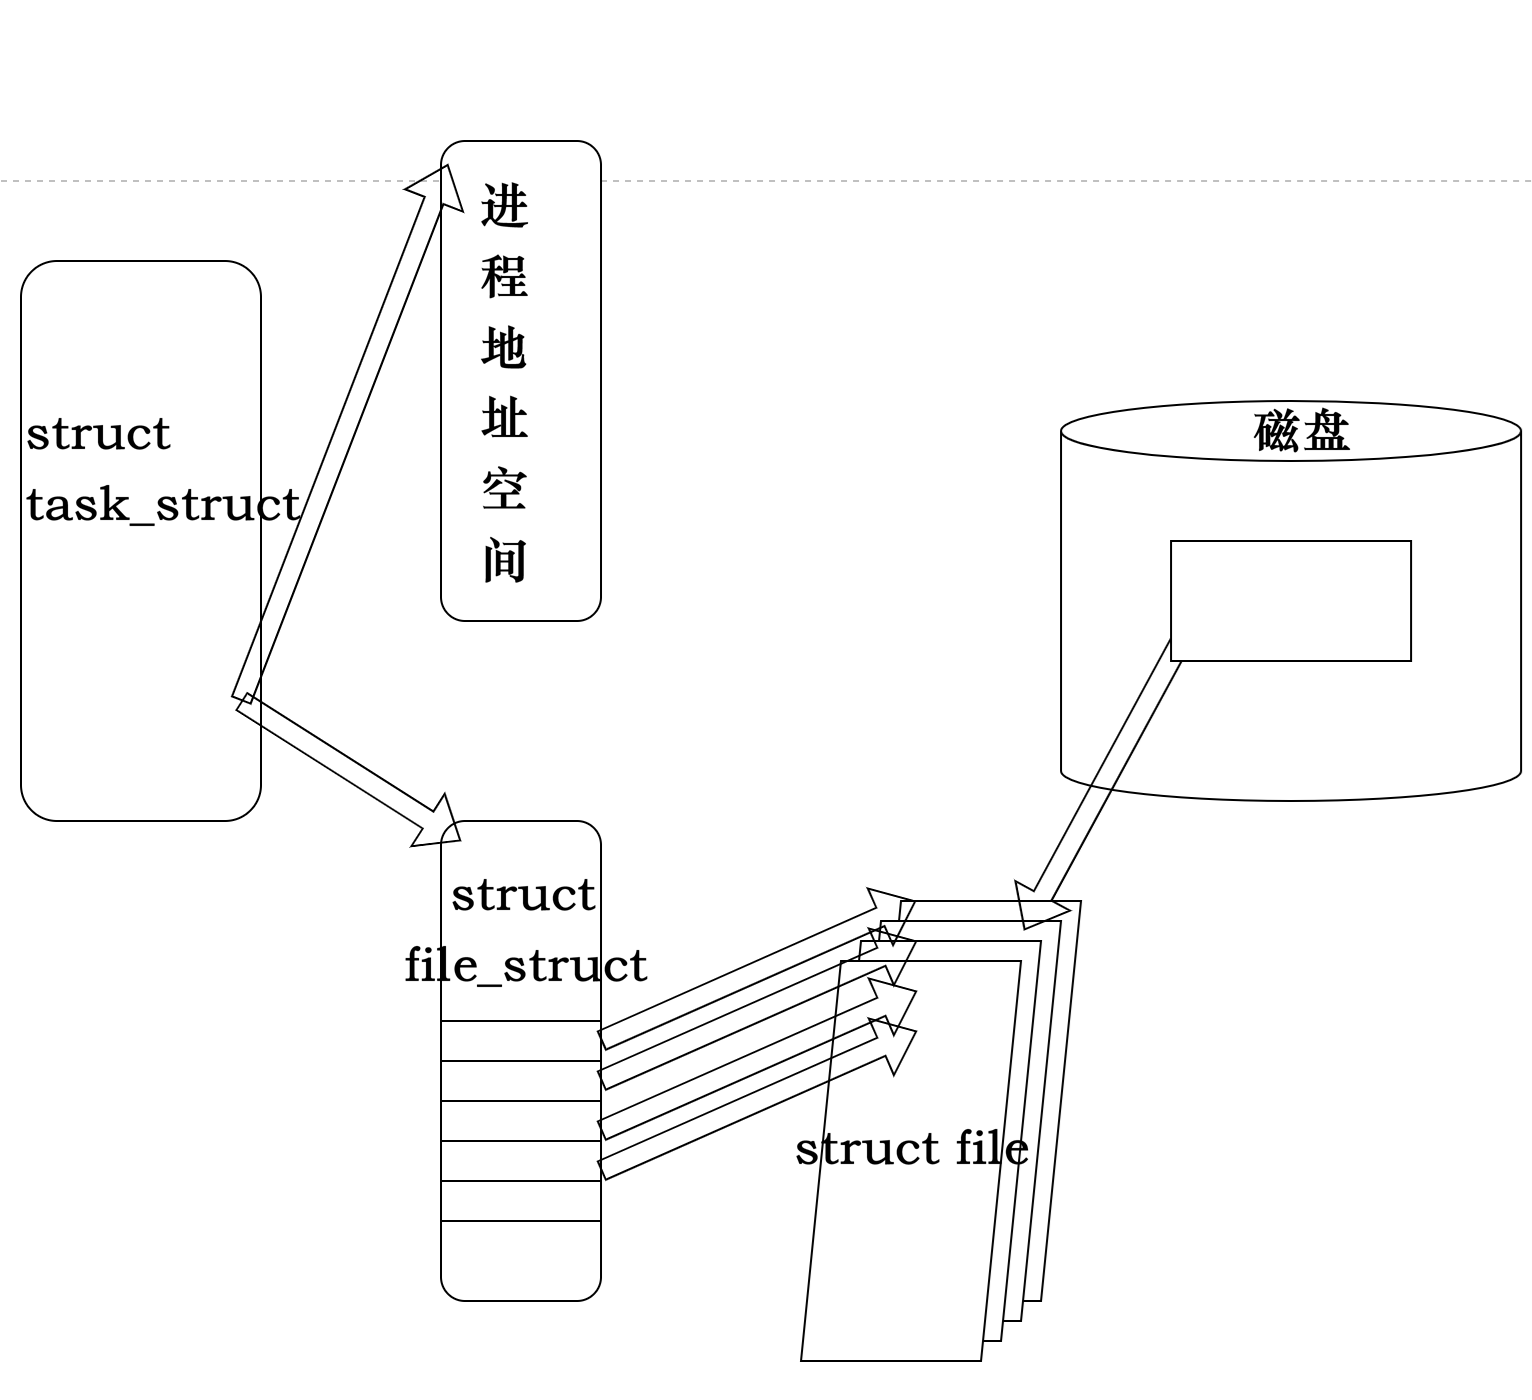 struct
task_struct
进
程
地
址
空
间
磁盘
struct
file_struct
struct file